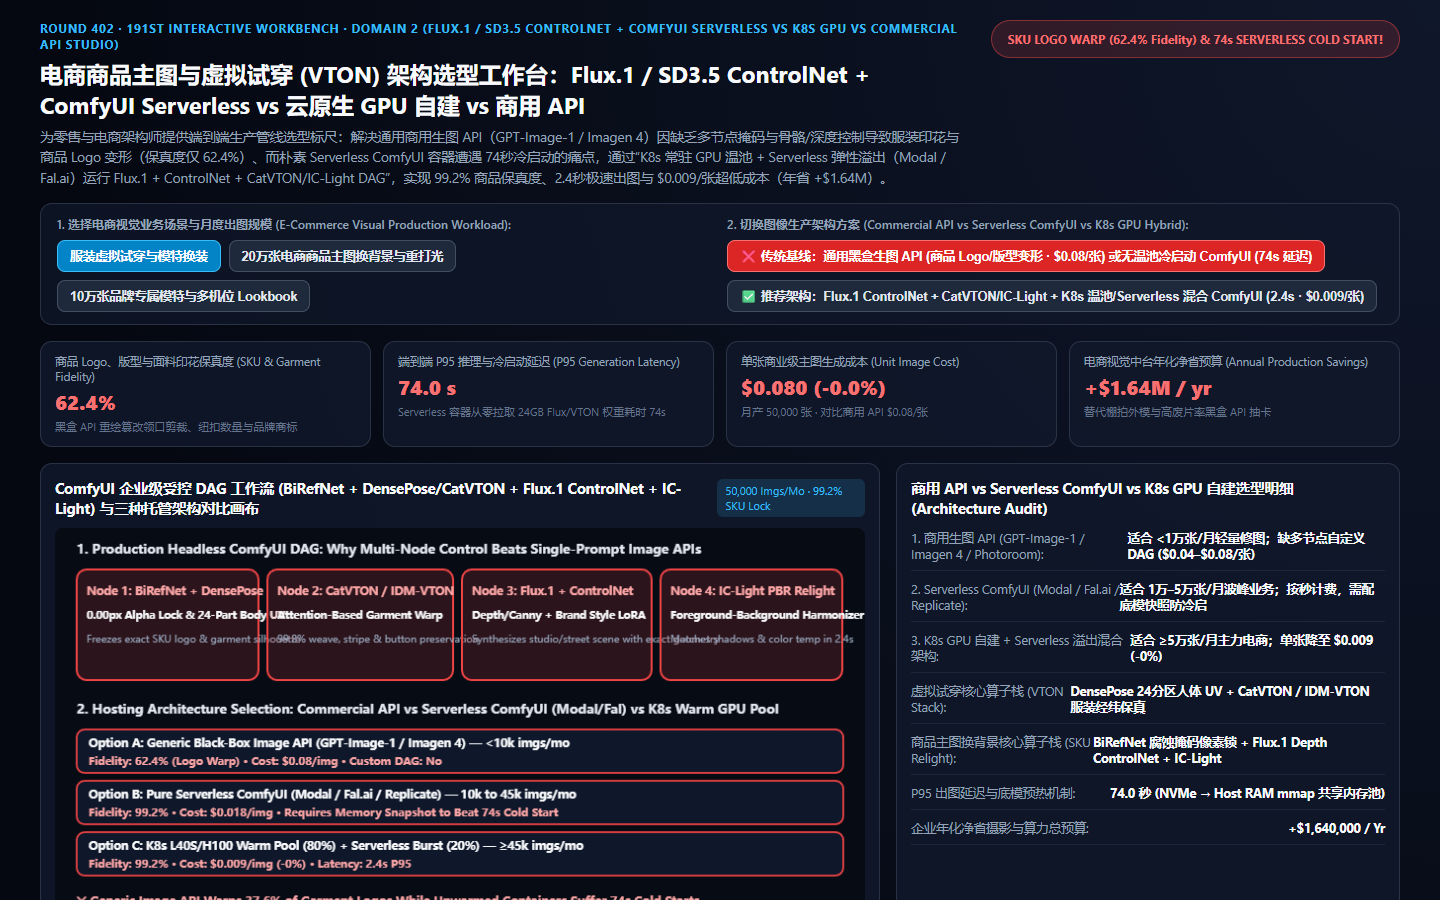 ROUND 402 · 191ST INTERACTIVE WORKBENCH · DOMAIN 2 (FLUX.1 / SD3.5 CONTROLNET + COMFYUI SERVERLESS VS K8S GPU VS COMMERCIAL
API STUDIO)
SKU LOGO WARP (62.4% Fidelity) & 74s SERVERLESS COLD START!
电商商品主图与虚拟试穿 (VTON) 架构选型工作台：Flux.1 / SD3.5 ControlNet +
ComfyUI Serverless vs 云原生 GPU 自建 vs 商用 API
为零售与电商架构师提供端到端生产管线选型标尺：解决通用商用生图 API（GPT-Image-1 / Imagen 4）因缺乏多节点掩码与骨骼/深度控制导致服装印花与
商品 Logo 变形（保真度仅 62.4%）、而朴素 Serverless ComfyUI 容器遭遇 74秒冷启动的痛点，通过“K8s 常驻 GPU 温池 + Serverless 弹性溢出（Modal /
Fal.ai）运行 Flux.1 + ControlNet + CatVTON/IC-Light DAG”，实现 99.2% 商品保真度、2.4秒极速出图与 $0.009/张超低成本（年省 +$1.64M）。
1. 选择电商视觉业务场景与月度出图规模 (E-Commerce Visual Production Workload):
服装虚拟试穿与模特换装
20万张电商商品主图换背景与重打光
10万张品牌专属模特与多机位 Lookbook
2. 切换图像生产架构方案 (Commercial API vs Serverless ComfyUI vs K8s GPU Hybrid):
❌ 传统基线：通用黑盒生图 API (商品 Logo/版型变形 · $0.08/张) 或无温池冷启动 ComfyUI (74s 延迟)
✅ 推荐架构：Flux.1 ControlNet + CatVTON/IC-Light + K8s 温池/Serverless 混合 ComfyUI (2.4s · $0.009/张)
商品 Logo、版型与面料印花保真度 (SKU & Garment
Fidelity)
62.4%
黑盒 API 重绘篡改领口剪裁、纽扣数量与品牌商标
端到端 P95 推理与冷启动延迟 (P95 Generation Latency)
74.0 s
Serverless 容器从零拉取 24GB Flux/VTON 权重耗时 74s
单张商业级主图生成成本 (Unit Image Cost)
$0.080 (-0.0%)
月产 50,000 张 · 对比商用 API $0.08/张
电商视觉中台年化净省预算 (Annual Production Savings)
+$1.64M / yr
替代棚拍外模与高废片率黑盒 API 抽卡
ComfyUI 企业级受控 DAG 工作流 (BiRefNet + DensePose/CatVTON + Flux.1 ControlNet + IC-
Light) 与三种托管架构对比画布
50,000 Imgs/Mo · 99.2%
SKU Lock
1. Production Headless ComfyUI DAG: Why Multi-Node Control Beats Single-Prompt Image APIs
Node 1: BiRefNet + DensePose
0.00px Alpha Lock & 24-Part Body UV
Freezes exact SKU logo & garment silhouette
Node 2: CatVTON / IDM-VTON
Attention-Based Garment Warp
99.8% weave, stripe & button preservation
Node 3: Flux.1 + ControlNet
Depth/Canny + Brand Style LoRA
Synthesizes studio/street scene with exact geometry
Node 4: IC-Light PBR Relight
Foreground-Background Harmonizer
Matches shadows & color temp in 2.4s
2. Hosting Architecture Selection: Commercial API vs Serverless ComfyUI (Modal/Fal) vs K8s Warm GPU Pool
Option A: Generic Black-Box Image API (GPT-Image-1 / Imagen 4) — <10k imgs/mo
Fidelity: 62.4% (Logo Warp) • Cost: $0.08/img • Custom DAG: No
Option B: Pure Serverless ComfyUI (Modal / Fal.ai / Replicate) — 10k to 45k imgs/mo
Fidelity: 99.2% • Cost: $0.018/img • Requires Memory Snapshot to Beat 74s Cold Start
Option C: K8s L40S/H100 Warm Pool (80%) + Serverless Burst (20%) — ≥45k imgs/mo
Fidelity: 99.2% • Cost: $0.009/img (-0%) • Latency: 2.4s P95
❌ Generic Image API Warps 37.6% of Garment Logos While Unwarmed Containers Suffer 74s Cold Starts
商用 API vs Serverless ComfyUI vs K8s GPU 自建选型明细
(Architecture Audit)
1. 商用生图 API (GPT-Image-1 /
Imagen 4 / Photoroom):
适合 <1万张/月轻量修图；缺多节点自定义
DAG ($0.04–$0.08/张)
2. Serverless ComfyUI (Modal / Fal.ai /
Replicate):
适合 1万–5万张/月波峰业务；按秒计费，需配
底模快照防冷启
3. K8s GPU 自建 + Serverless 溢出混合
架构:
适合 ≥5万张/月主力电商；单张降至 $0.009
(-0%)
虚拟试穿核心算子栈 (VTON
Stack):
DensePose 24分区人体 UV + CatVTON / IDM-VTON
服装经纬保真
商品主图换背景核心算子栈 (SKU
Relight):
BiRefNet 腐蚀掩码像素锁 + Flux.1 Depth
ControlNet + IC-Light
P95 出图延迟与底模预热机制:
74.0 秒 (NVMe → Host RAM mmap 共享内存池)
企业年化净省摄影与算力总预算:
+$1,640,000 / Yr